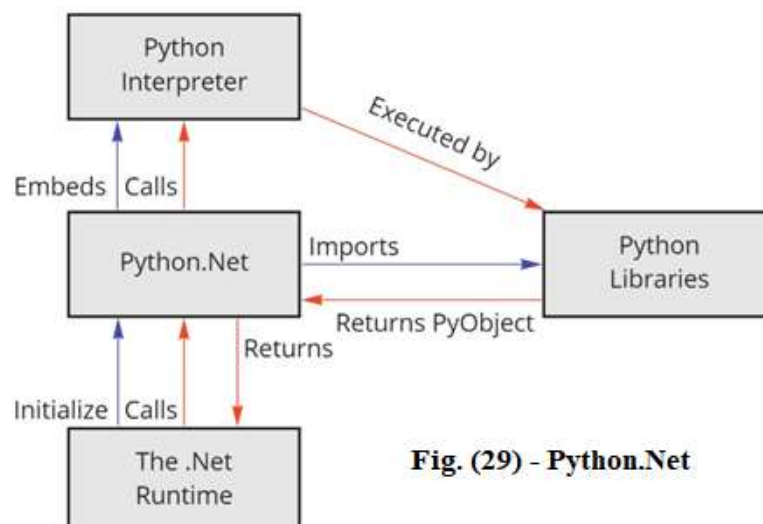 Python
Interpreter
Executed by
Embeds Calls
Python.Net
Imports
Python
Libraries
Returns PyObject
Returns
Initialize Calls
The .Net
Runtime
Fig. (29) - Python.Net